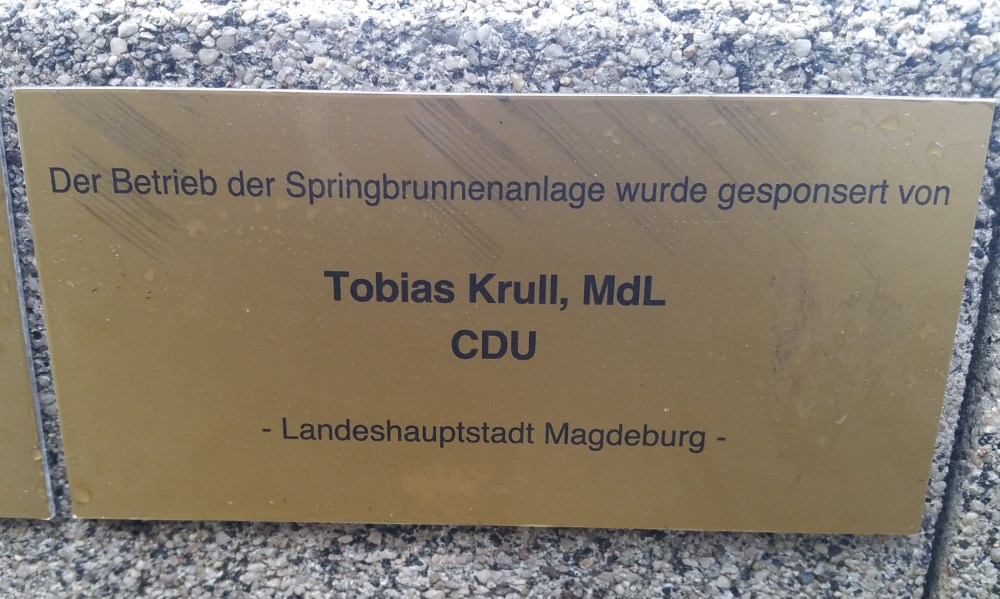 Der Betrieb der Springbrunnenanlage wurde gesponsert von
Tobias Krull, MdL
CDU
- Landeshauptstadt Magdeburg -